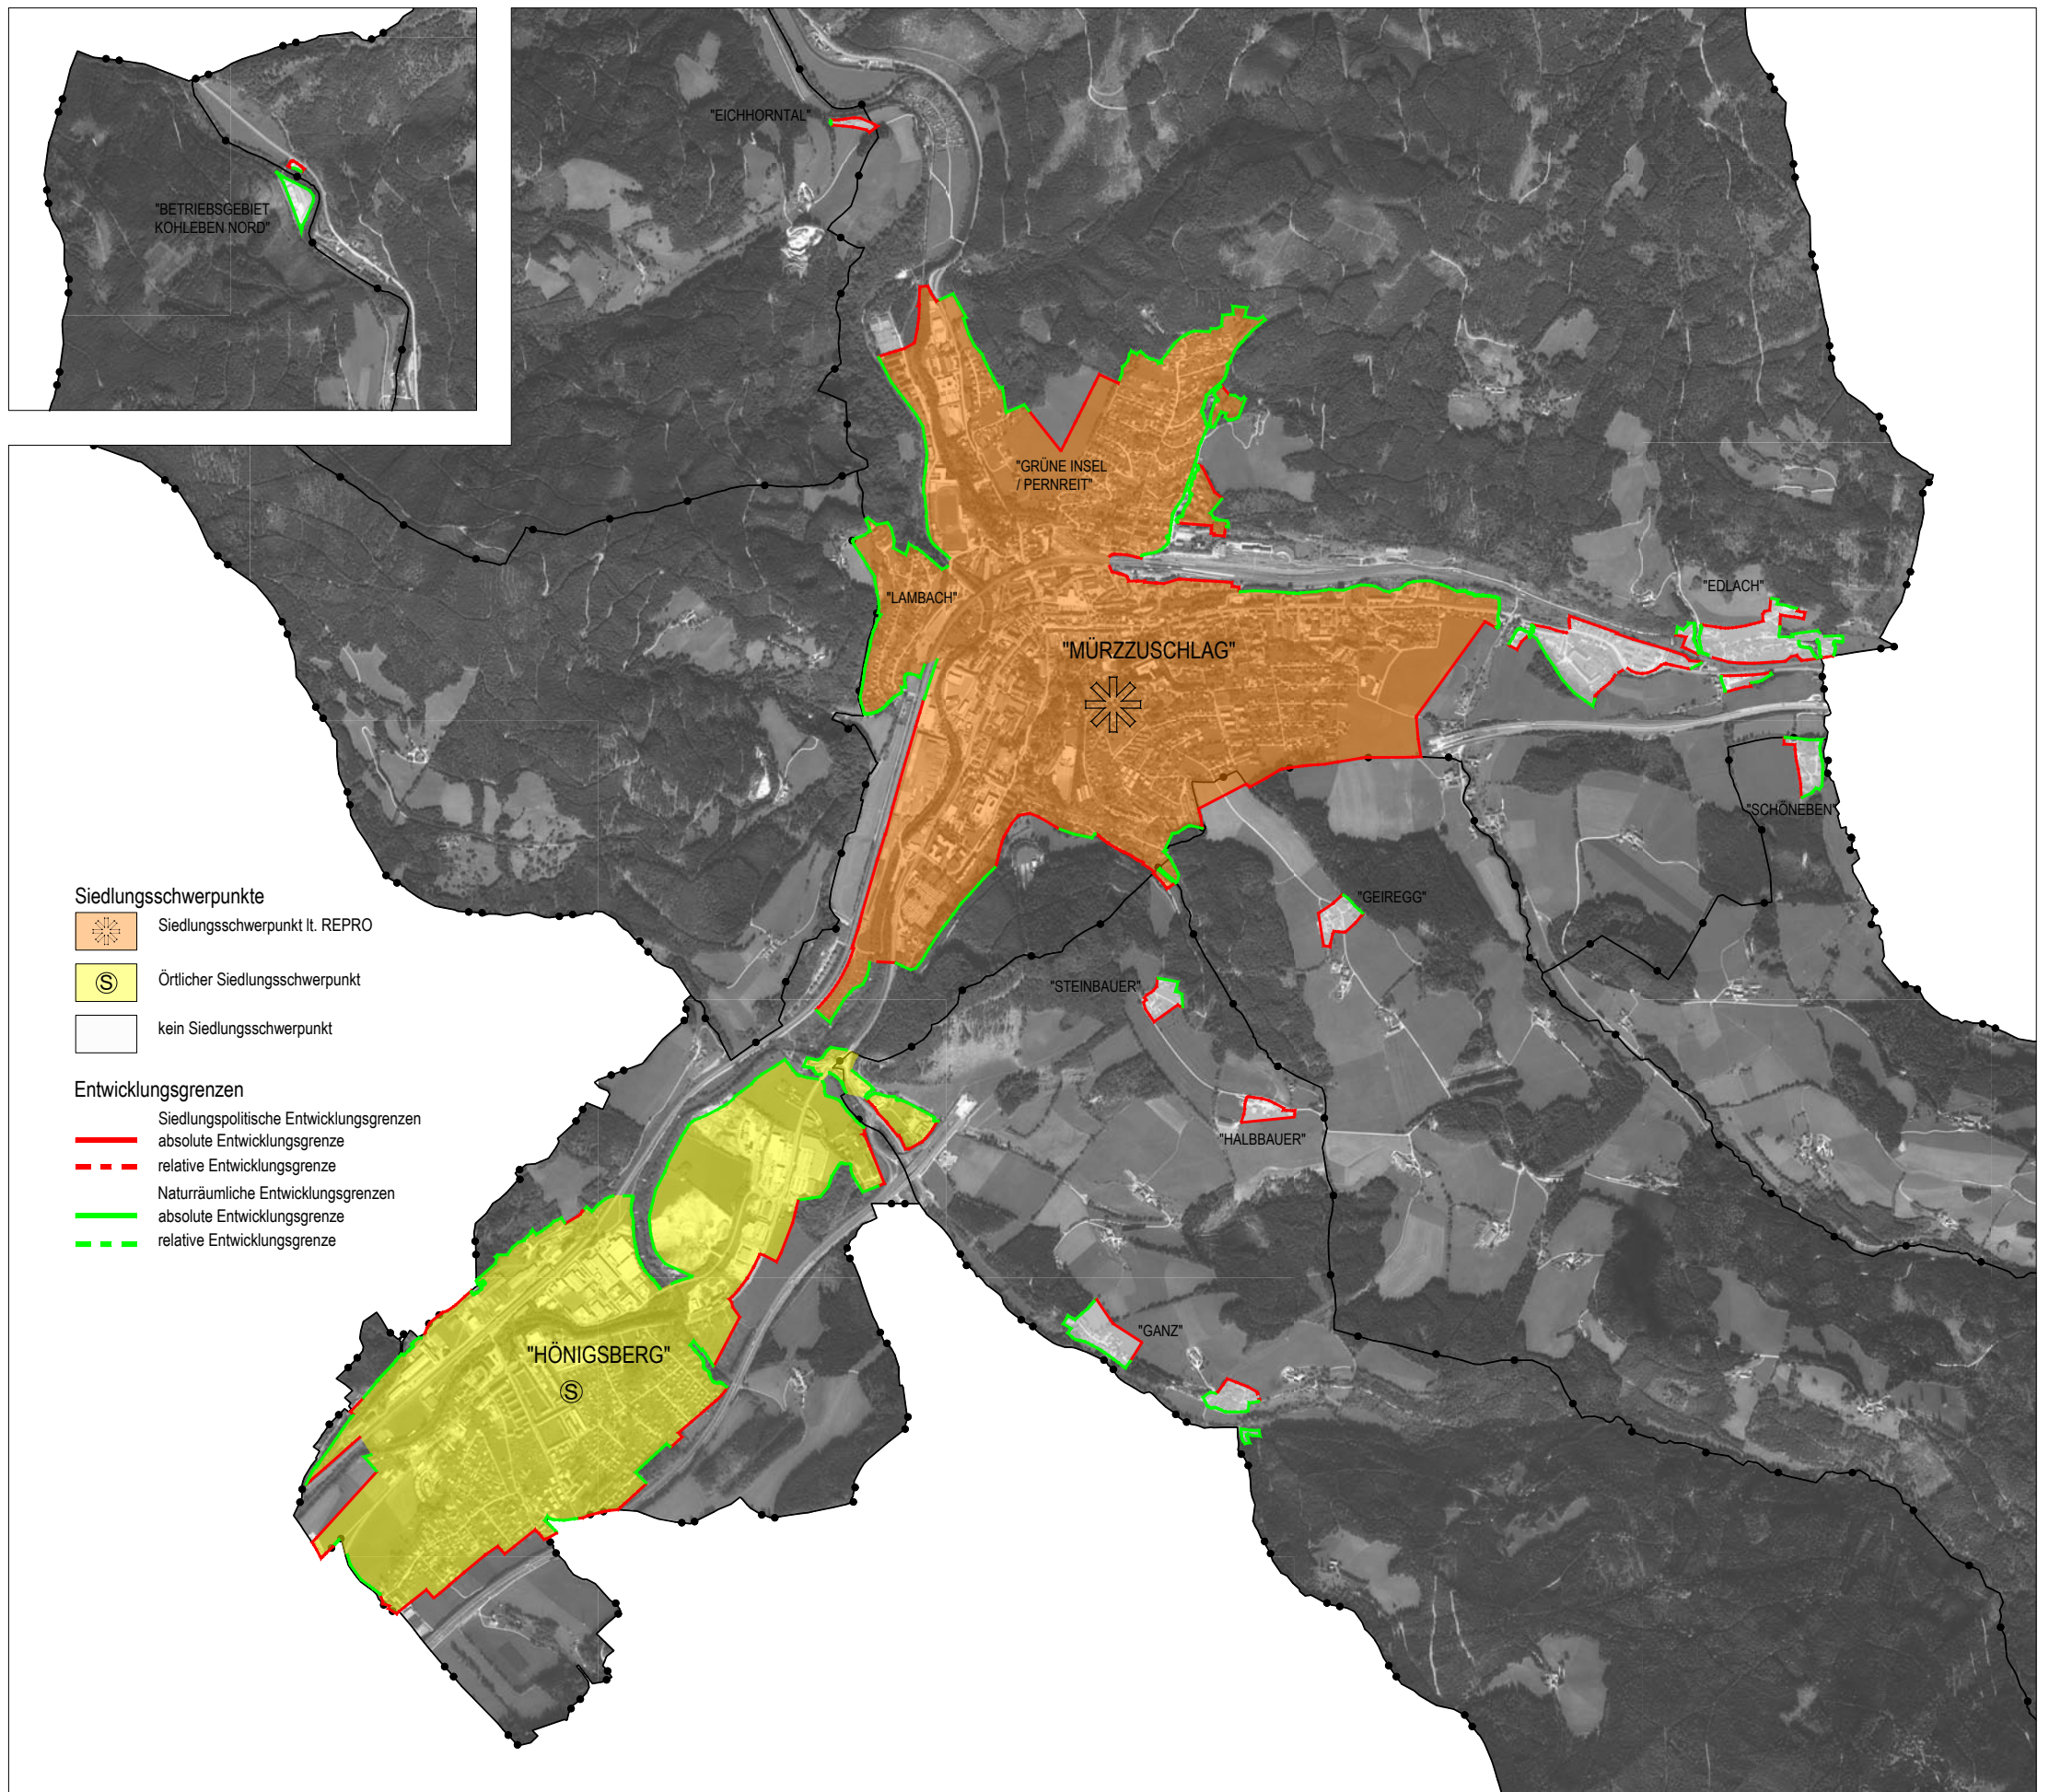 "EICHHORNTAL"
"BETRIEBSGEBIET
KOHLEBEN NORD"
"GRÜNE INSEL
/ PERNREIT"
"LAMBACH"
"EDLACH"
"MÜRZZUSCHLAG"
"SCHÖNEBEN"
"GEIREGG"
"STEINBAUER"
"HALBBAUER"
"GANZ"
"HÖNIGSBERG"
S
Siedlungsschwerpunkte
Siedlungsschwerpunkt lt. REPRO
S
Örtlicher Siedlungsschwerpunkt
kein Siedlungsschwerpunkt
Entwicklungsgrenzen
Siedlungspolitische Entwicklungsgrenzen
absolute Entwicklungsgrenze
relative Entwicklungsgrenze
Naturräumliche Entwicklungsgrenzen
absolute Entwicklungsgrenze
relative Entwicklungsgrenze